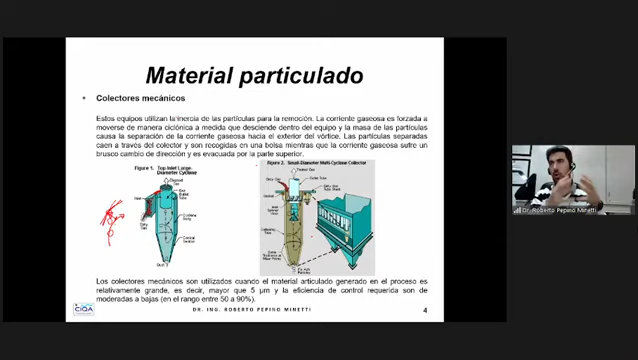 Material particulado
• Colectores mecánicos
Estos equipos utilizan la inercia de las partículas para la remoción. La corriente gaseosa es forzada a
moverse de manera ciclónica a medida que desciende dentro del equipo y la masa de las partículas
causa la separación de la corriente gaseosa hacia el exterior del vórtice. Las partículas separadas
caen a través del colector y son recogidas en una bolsa mientras que la corriente gaseosa sufre un
brusco cambio de dirección y es evacuada por la parte superior.
Figure 1. Top Inlet Large-
Diameter Cyclone
Figure 2. Small-Diameter Multi-Cyclone Collector
Los colectores mecánicos son utilizados cuando el material articulado generado en el proceso es
relativamente grande, es decir, mayor que 5 μm y la eficiencia de control requerida son de
moderadas a bajas (en el rango entre 50 a 90%).
CIQA
DR. ING. ROBERTO PEPINO MINETTI
4
Dr. Roberto Pepino Minetti